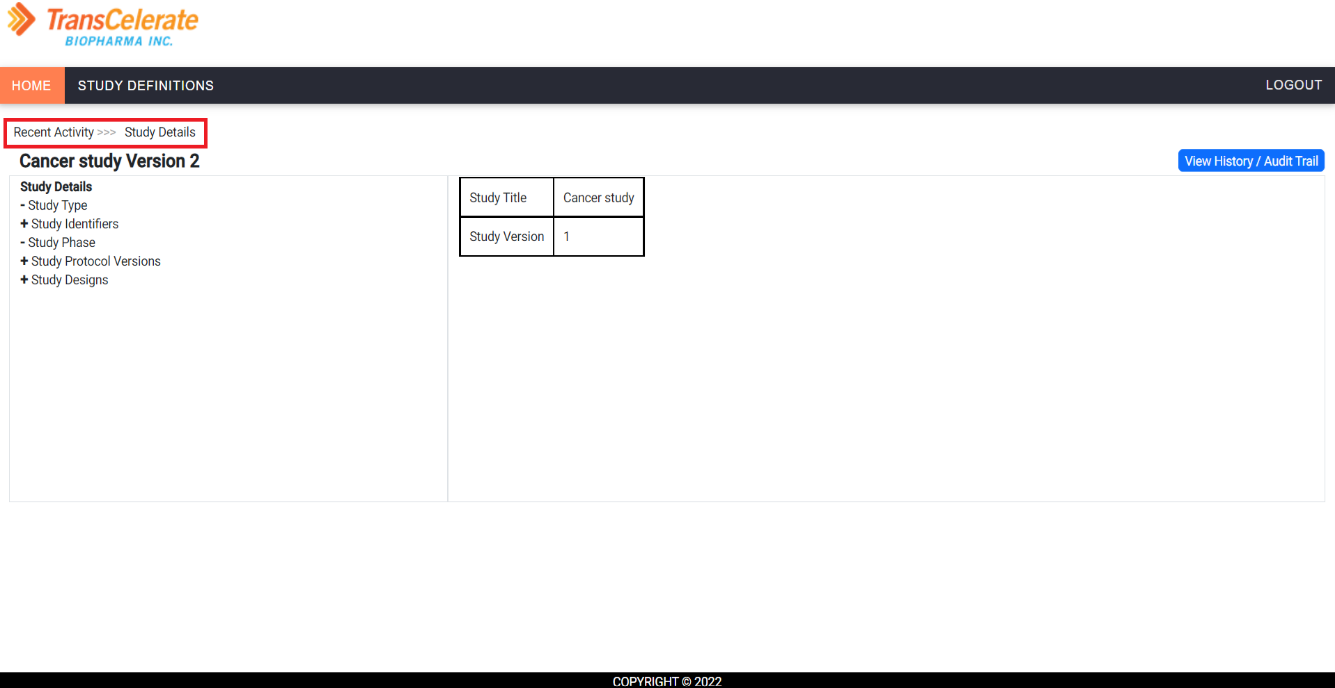 TransCelerate
BIOPHARMA INC.
HOME STUDY DEFINITIONS LOGOUT
Recent Activity >>> Study Details
Cancer study Version 2 View History / Audit Trail
Study Details
- Study Type
+ Study Identifiers
- Study Phase
+ Study Protocol Versions
+ Study Designs
Study Title Cancer study
Study Version 1
COPYRIGHT © 2022